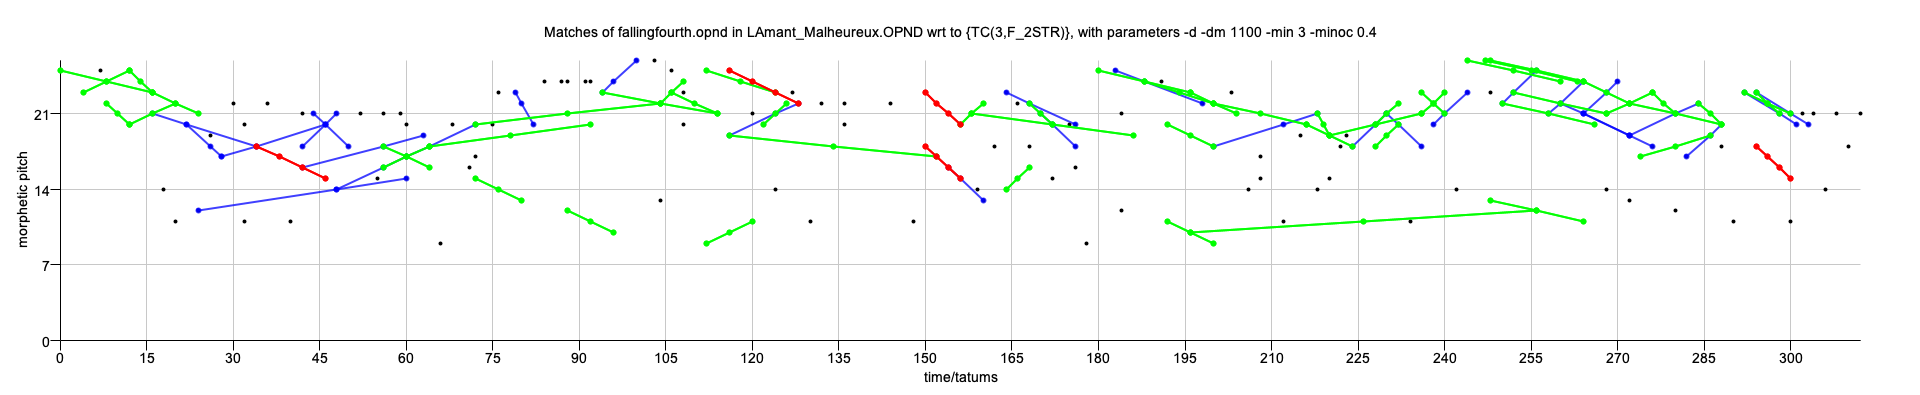 Matches of fallingfourth.opnd in LAmant_Malheureux.OPND wrt to {TC(3,F_2STR)}, with parameters -d -dm 1100 -min 3 -minoc 0.4
morphetic pitch
21
14
7
0
0 15 30 45 60 75 90 105 120 135 150 165 180 195 210 225 240 255 270 285 300
time/tatums